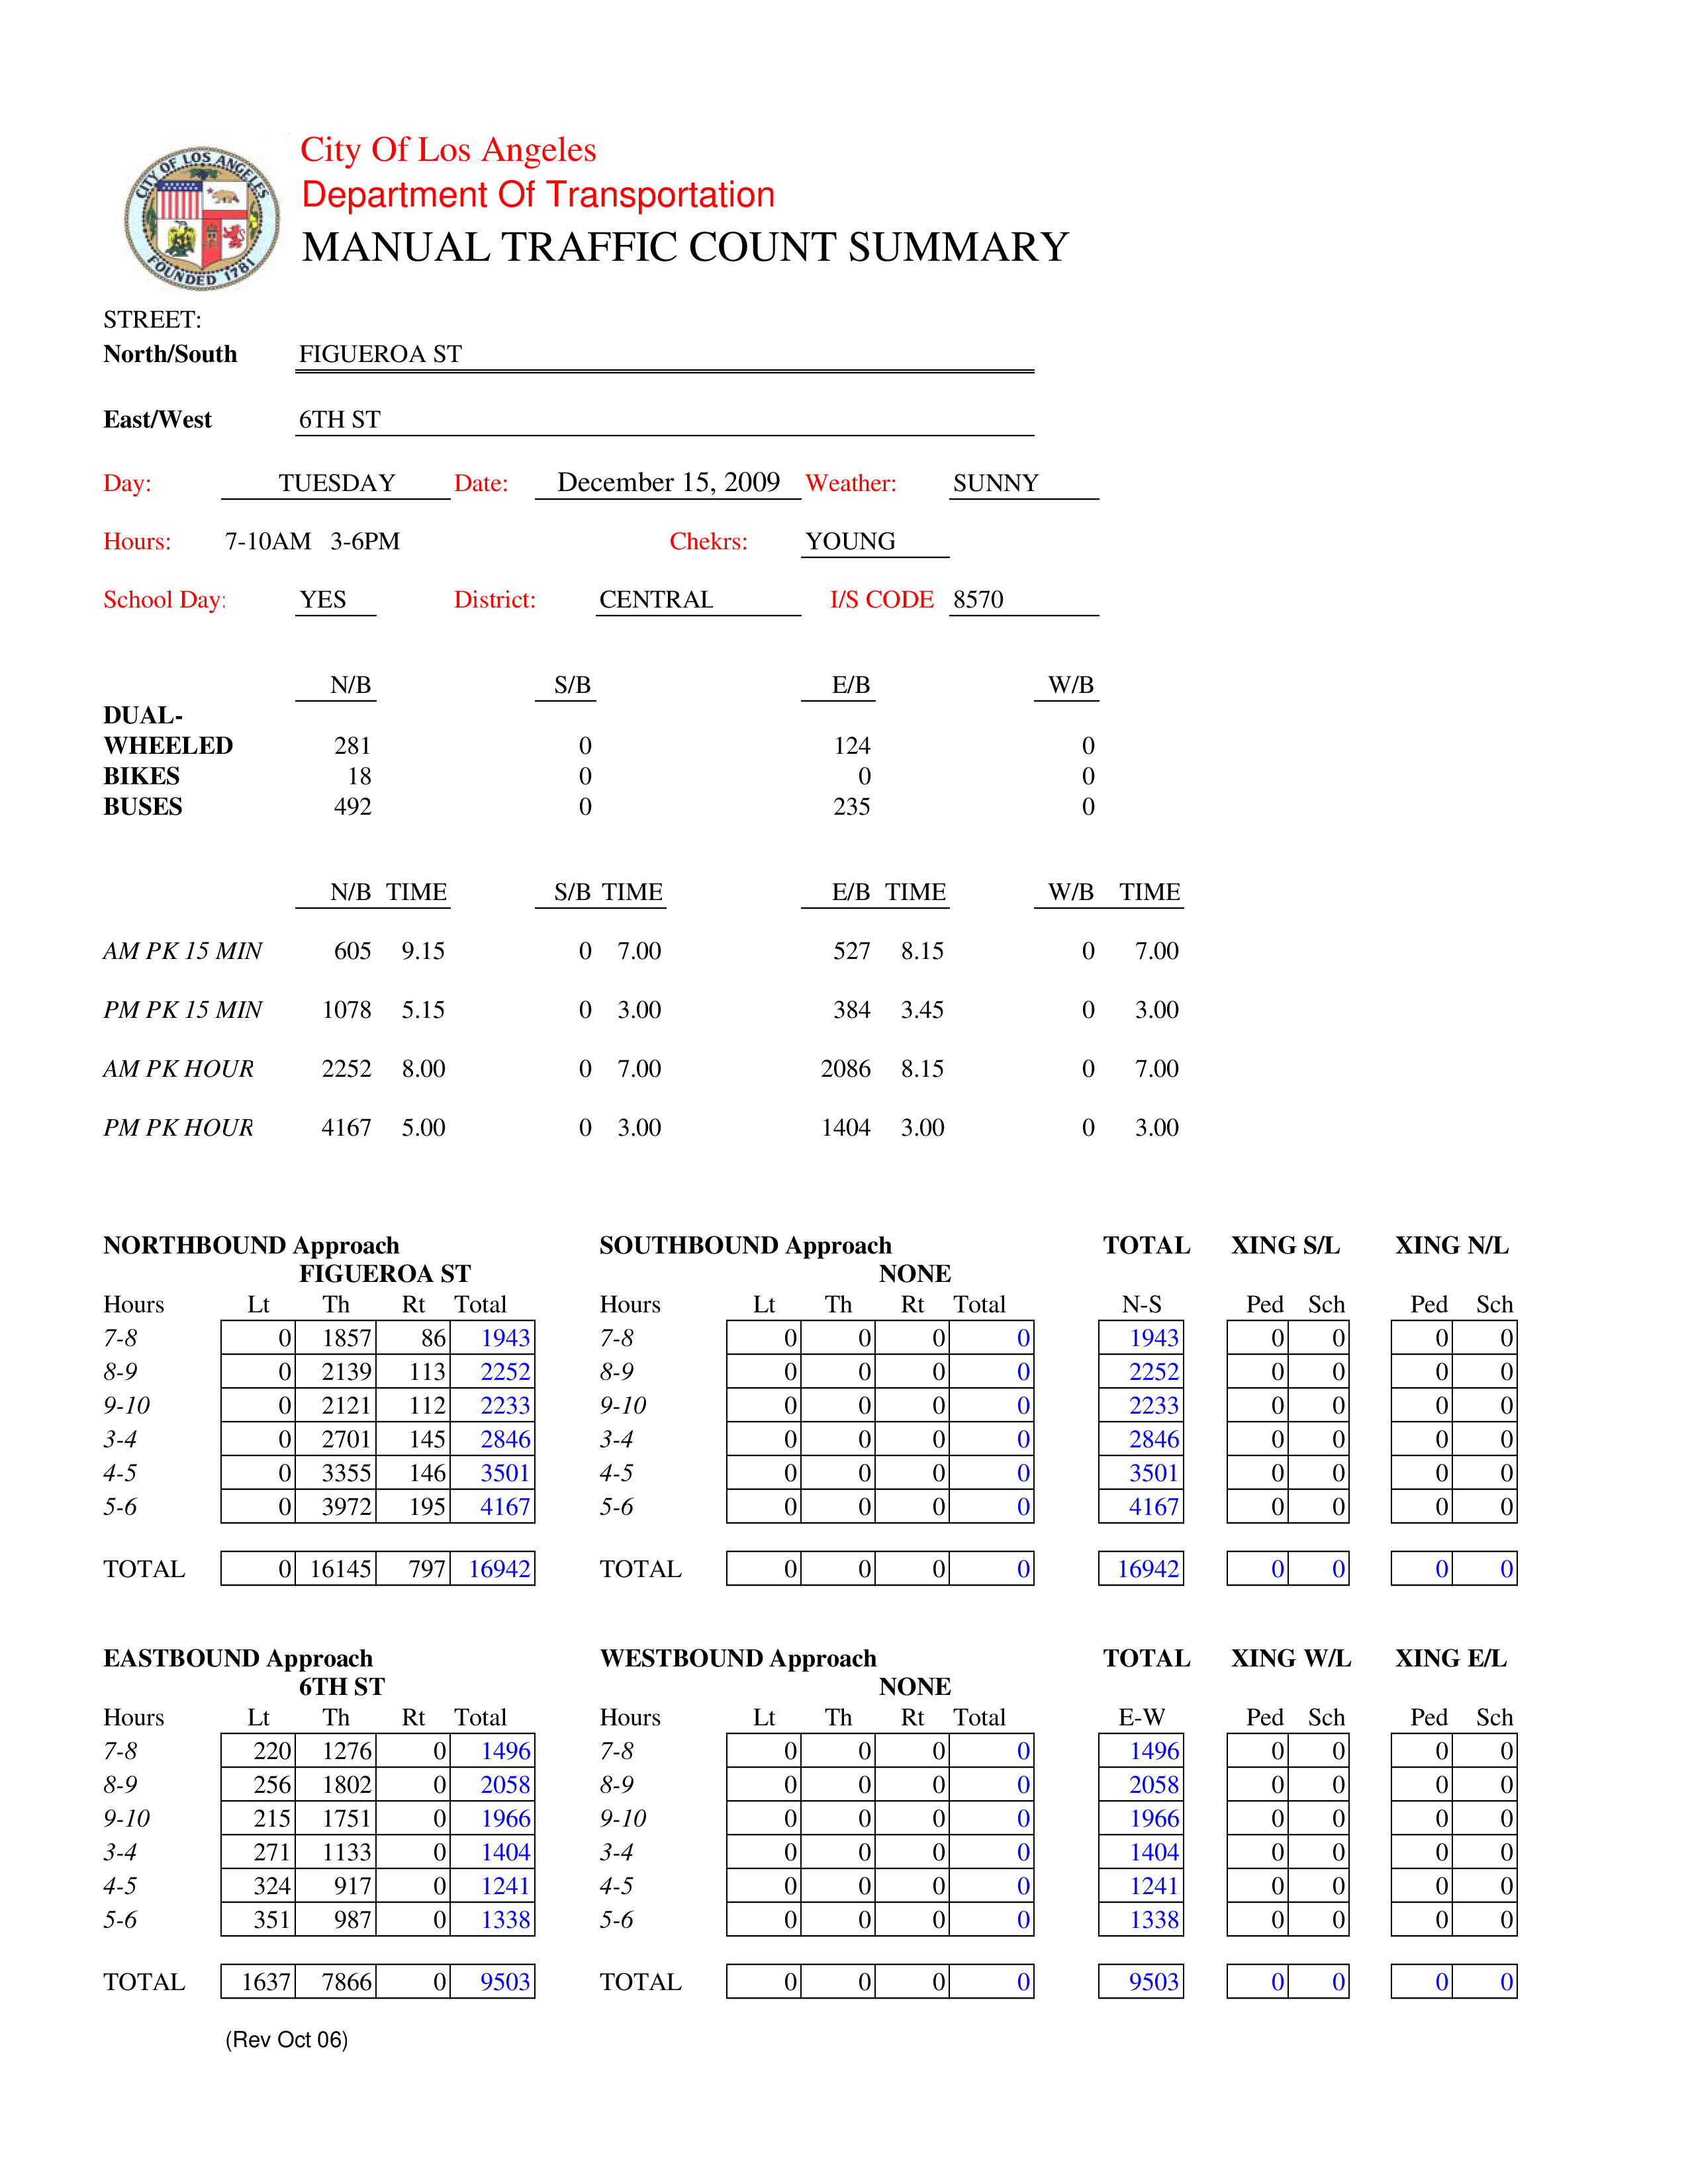 CITY OF LOS ANGELES
FOUNDED 1781
City Of Los Angeles
Department Of Transportation
MANUAL TRAFFIC COUNT SUMMARY
STREET:
North/South FIGUEROA ST
East/West 6TH ST
Day: TUESDAY Date: December 15, 2009 Weather: SUNNY
Hours: 7-10AM 3-6PM Chekrs: YOUNG
School Day: YES District: CENTRAL I/S CODE 8570
N/B S/B E/B W/B
DUAL-
WHEELED 281 0 124 0
BIKES 18 0 0 0
BUSES 492 0 235 0
N/B TIME S/B TIME E/B TIME W/B TIME
AM PK 15 MIN 605 9.15 0 7.00 527 8.15 0 7.00
PM PK 15 MIN 1078 5.15 0 3.00 384 3.45 0 3.00
AM PK HOUR 2252 8.00 0 7.00 2086 8.15 0 7.00
PM PK HOUR 4167 5.00 0 3.00 1404 3.00 0 3.00
NORTHBOUND Approach SOUTHBOUND Approach TOTAL XING S/L XING N/L
FIGUEROA ST NONE
Hours Lt Th Rt Total Hours Lt Th Rt Total N-S Ped Sch Ped Sch
7-8 0 1857 86 1943 7-8 0 0 0 0 1943 0 0 0 0
8-9 0 2139 113 2252 8-9 0 0 0 0 2252 0 0 0 0
9-10 0 2121 112 2233 9-10 0 0 0 0 2233 0 0 0 0
3-4 0 2701 145 2846 3-4 0 0 0 0 2846 0 0 0 0
4-5 0 3355 146 3501 4-5 0 0 0 0 3501 0 0 0 0
5-6 0 3972 195 4167 5-6 0 0 0 0 4167 0 0 0 0
TOTAL 0 16145 797 16942 TOTAL 0 0 0 0 16942 0 0 0 0
EASTBOUND Approach WESTBOUND Approach TOTAL XING W/L XING E/L
6TH ST NONE
Hours Lt Th Rt Total Hours Lt Th Rt Total E-W Ped Sch Ped Sch
7-8 220 1276 0 1496 7-8 0 0 0 0 1496 0 0 0 0
8-9 256 1802 0 2058 8-9 0 0 0 0 2058 0 0 0 0
9-10 215 1751 0 1966 9-10 0 0 0 0 1966 0 0 0 0
3-4 271 1133 0 1404 3-4 0 0 0 0 1404 0 0 0 0
4-5 324 917 0 1241 4-5 0 0 0 0 1241 0 0 0 0
5-6 351 987 0 1338 5-6 0 0 0 0 1338 0 0 0 0
TOTAL 1637 7866 0 9503 TOTAL 0 0 0 0 9503 0 0 0 0
(Rev Oct 06)